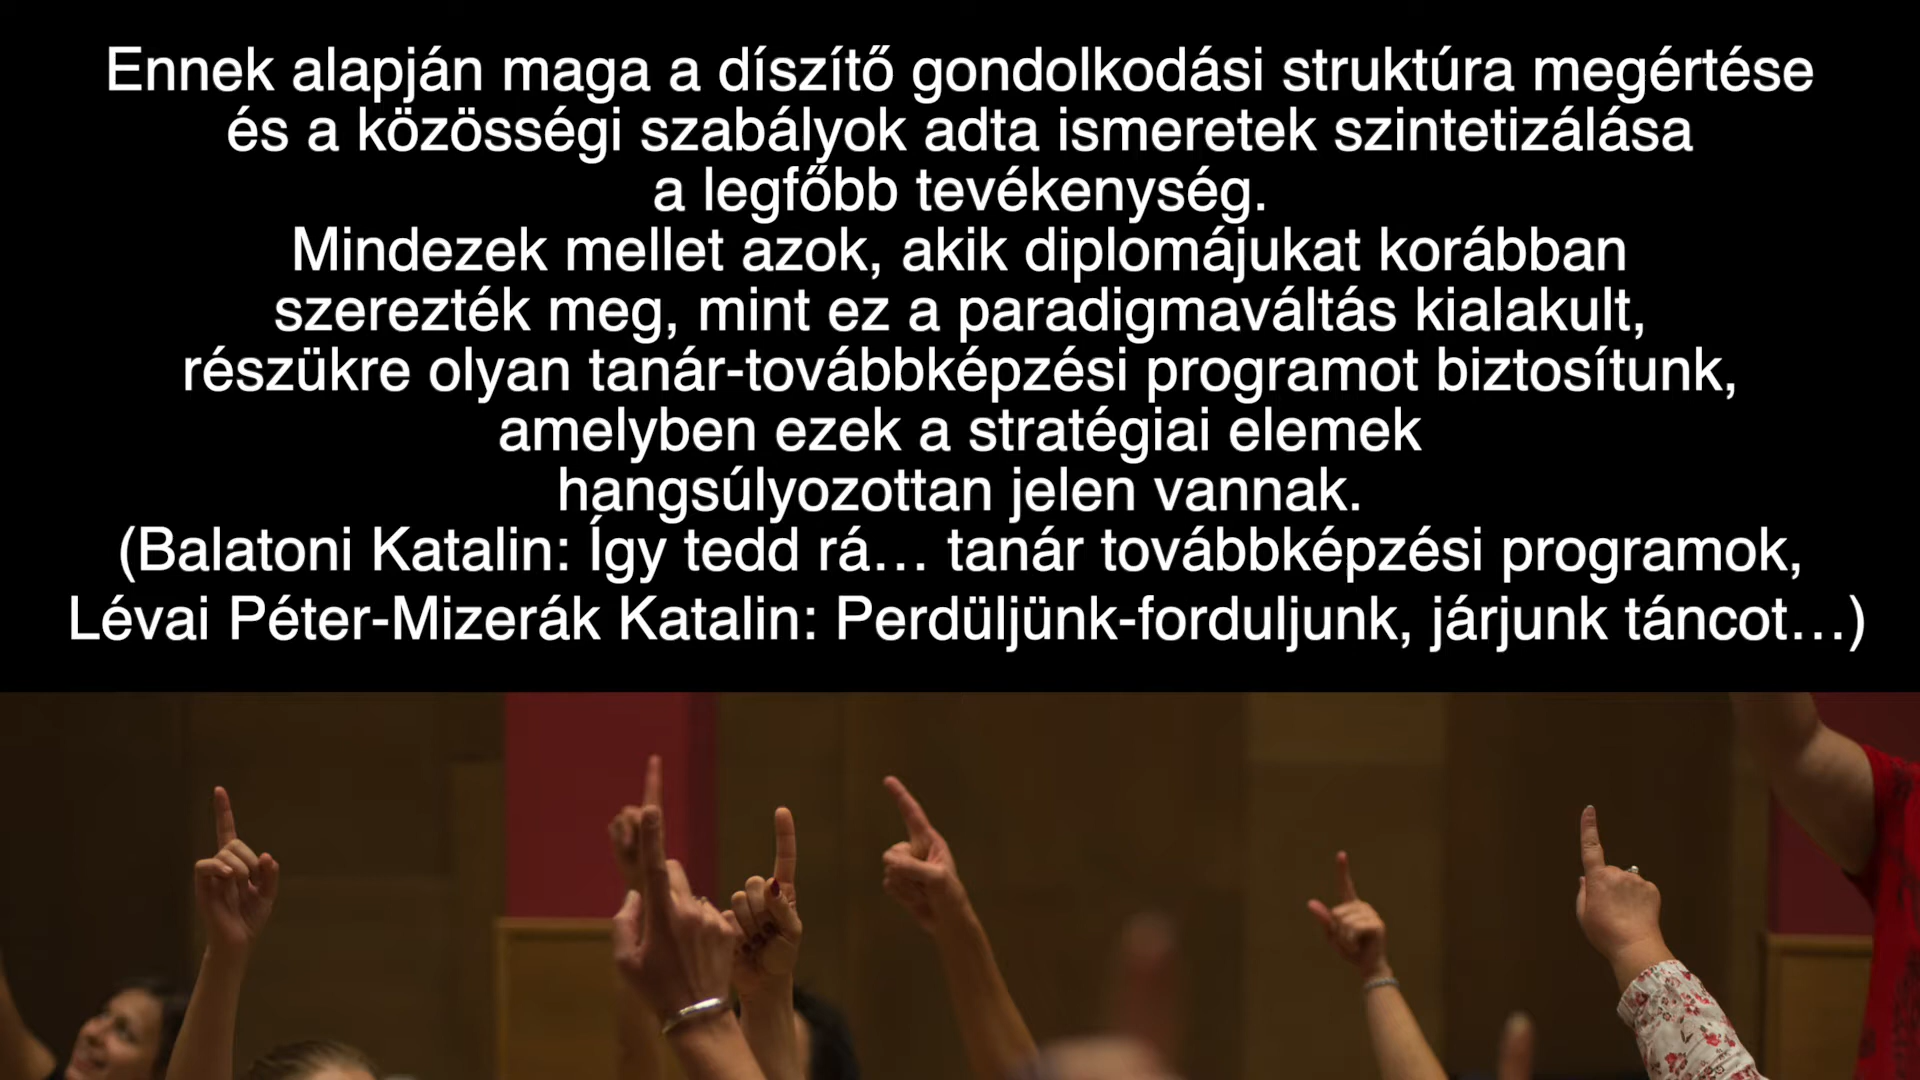 Ennek alapján maga a díszítő gondolkodási struktúra megértése
és a közösségi szabályok adta ismeretek szintetizálása
a legfőbb tevékenység.
Mindezek mellet azok, akik diplomájukat korábban
szerezték meg, mint ez a paradigmaváltás kialakult,
részükre olyan tanár-továbbképzési programot biztosítunk,
amelyben ezek a stratégiai elemek
hangsúlyozottan jelen vannak.
(Balatoni Katalin: Így tedd rá… tanár továbbképzési programok,
Lévai Péter-Mizerák Katalin: Perdüljünk-forduljunk, járjunk táncot…)